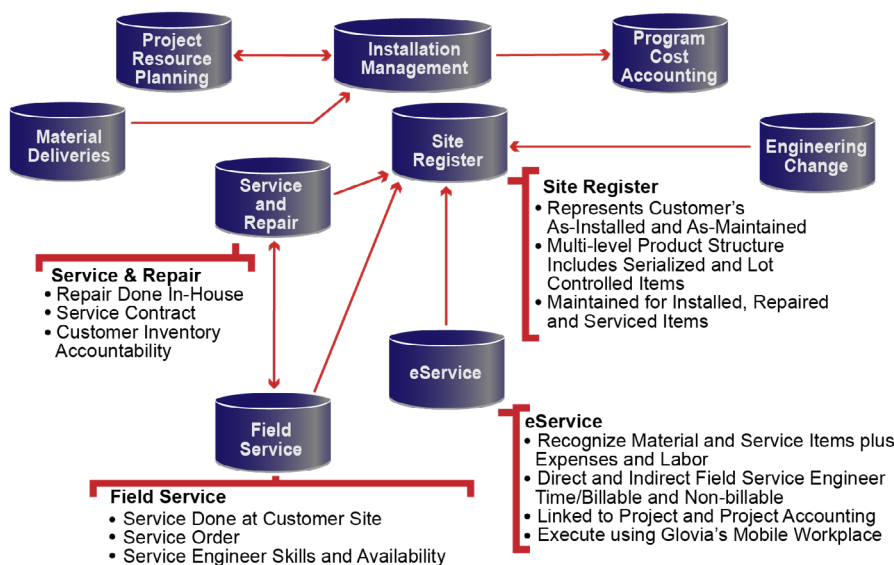 Project
Resource
Planning
Installation
Management
Program
Cost
Accounting
Material
Deliveries
Site
Register
Engineering
Change
Service
and
Repair
Site Register
• Represents Customer's
As-Installed and As-Maintained
• Multi-level Product Structure
Includes Serialized and Lot
Controlled Items
• Maintained for Installed, Repaired
and Serviced Items
Service & Repair
• Repair Done In-House
• Service Contract
• Customer Inventory
Accountability
eService
Field
Service
eService
• Recognize Material and Service Items plus
Expenses and Labor
• Direct and Indirect Field Service Engineer
Time/Billable and Non-billable
• Linked to Project and Project Accounting
• Execute using Glovia's Mobile Workplace
Field Service
• Service Done at Customer Site
• Service Order
• Service Engineer Skills and Availability